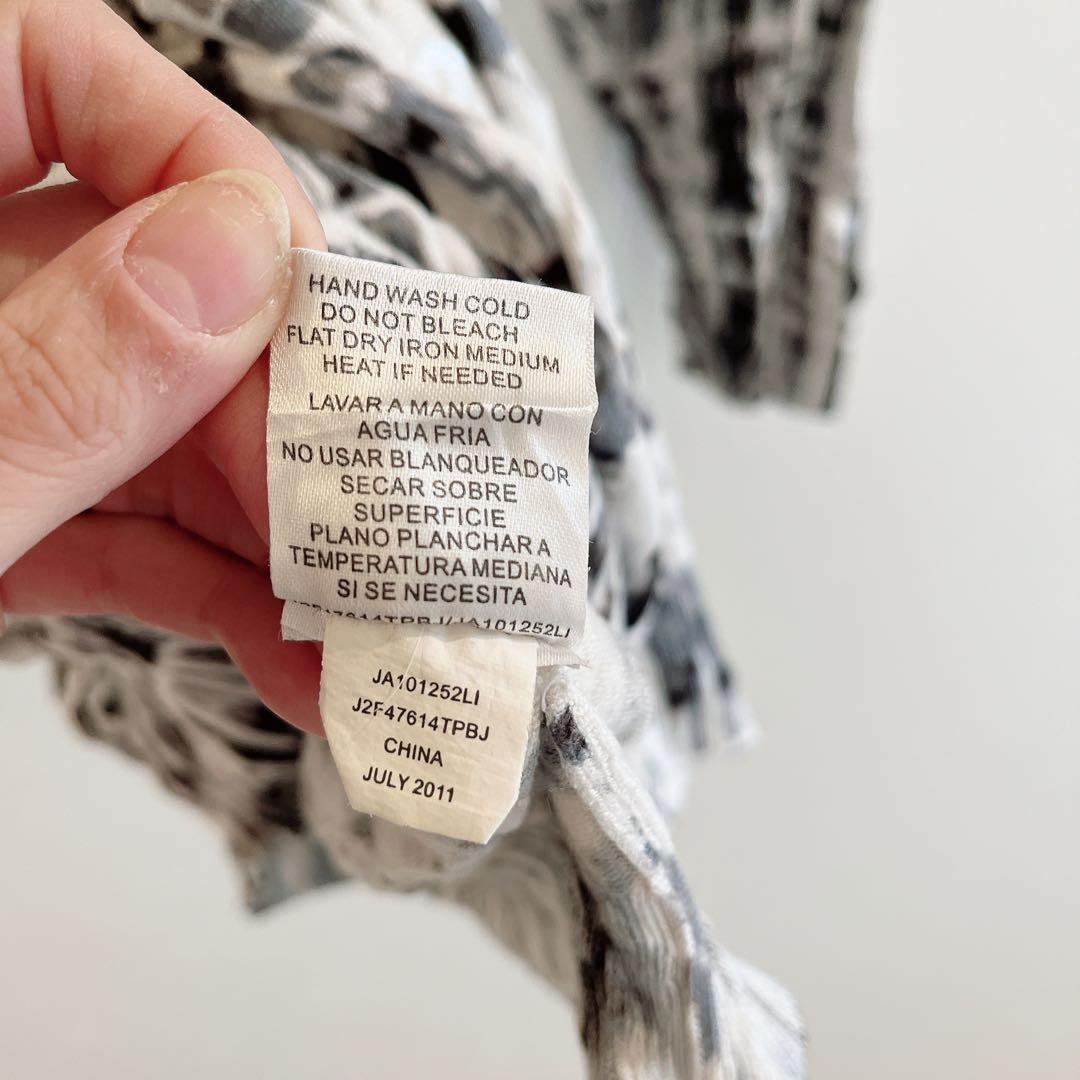 HAND WASH COLD
DO NOT BLEACH
FLAT DRY IRON MEDIUM
HEAT IF NEEDED
LAVAR A MANO CON
AGUA FRIA
NO USAR BLANQUEADOR
SECAR SOBRE
SUPERFICIE
PLANO PLANCHAR A
TEMPERATURA MEDIANA
SI SE NECESITA
JA101252LI
J2F47614TPBJ
CHINA
JULY 2011